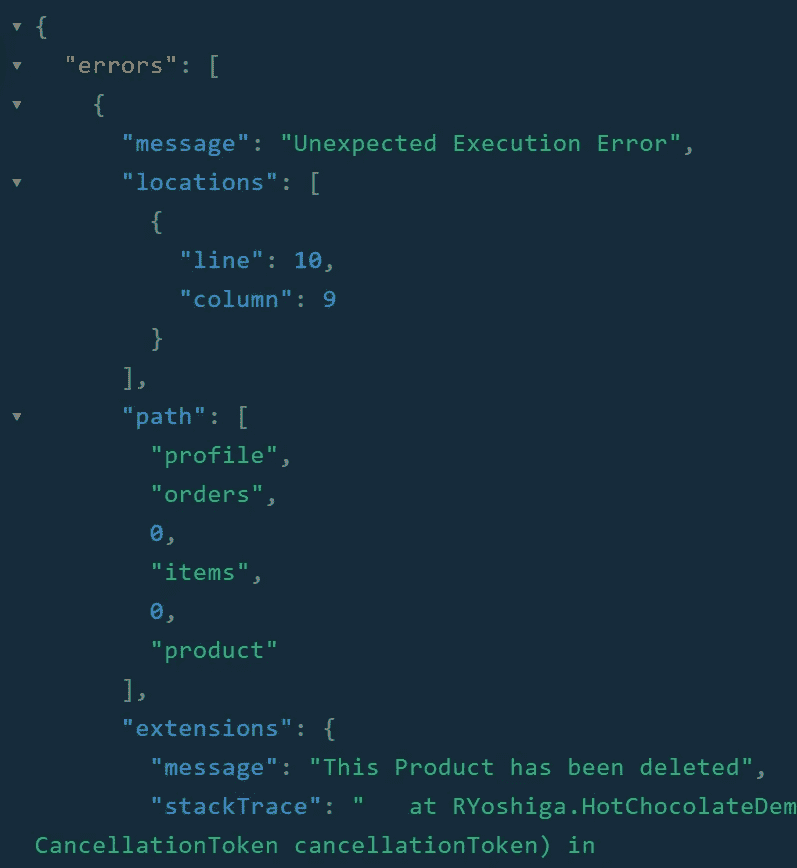 {
"errors": [
{
"message": "Unexpected Execution Error",
"locations": [
{
"line": 10,
"column": 9
}
],
"path": [
"profile",
"orders",
0,
"items",
0,
"product"
],
"extensions": {
"message": "This Product has been deleted",
"stackTrace": "   at RYoshiga.HotChocolateDem
CancellationToken cancellationToken) in